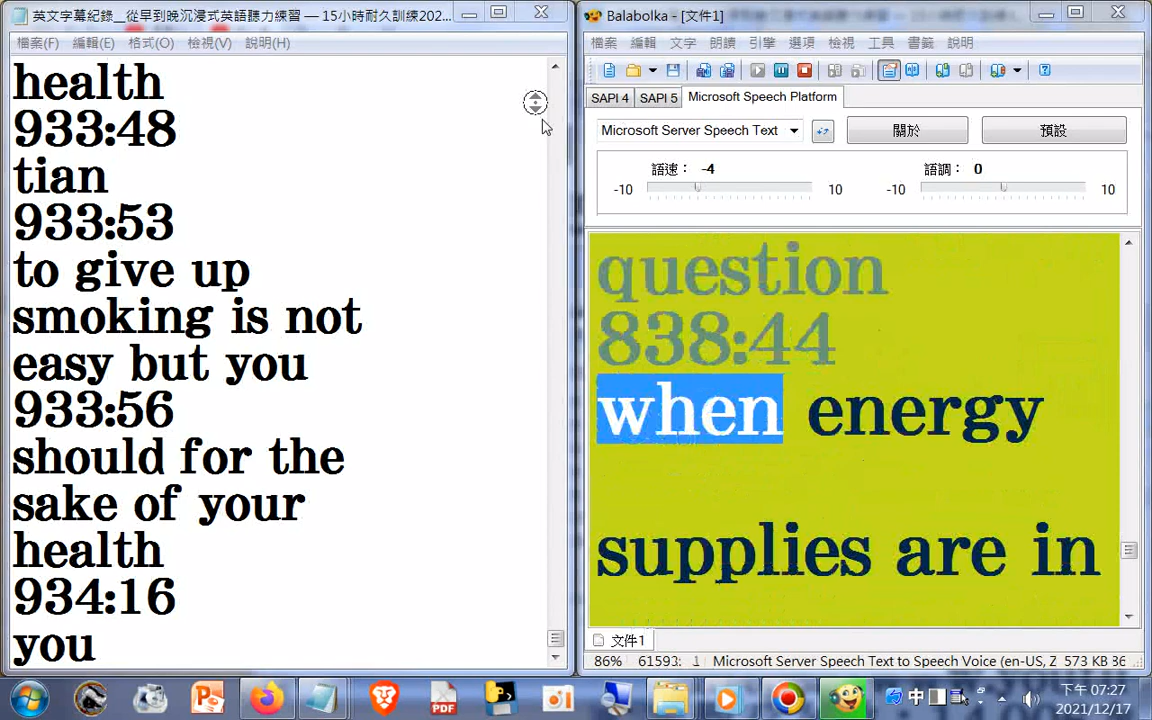 英文字幕紀錄__從早到晚沉浸式英語聽力練習 — 15小時耐久訓練202...
檔案(F) 編輯(E) 格式(O) 檢視(V) 說明(H)
health
933:48
tian
933:53
to give up
smoking is not
easy but you
933:56
should for the
sake of your
health
934:16
you
Balabolka - [文件1]
檔案 編輯 文字 朗讀 引擎 選項 檢視 工具 書籤 說明
SAPI 4 SAPI 5 Microsoft Speech Platform
Microsoft Server Speech Text 關於 預設
語速： -4 語調： 0
-10 10 -10 10
question
838:44
when energy
supplies are in
文件1
86% 61593: 1 Microsoft Server Speech Text to Speech Voice (en-US, Z 573 KB 36
中 下午 07:27
2021/12/17